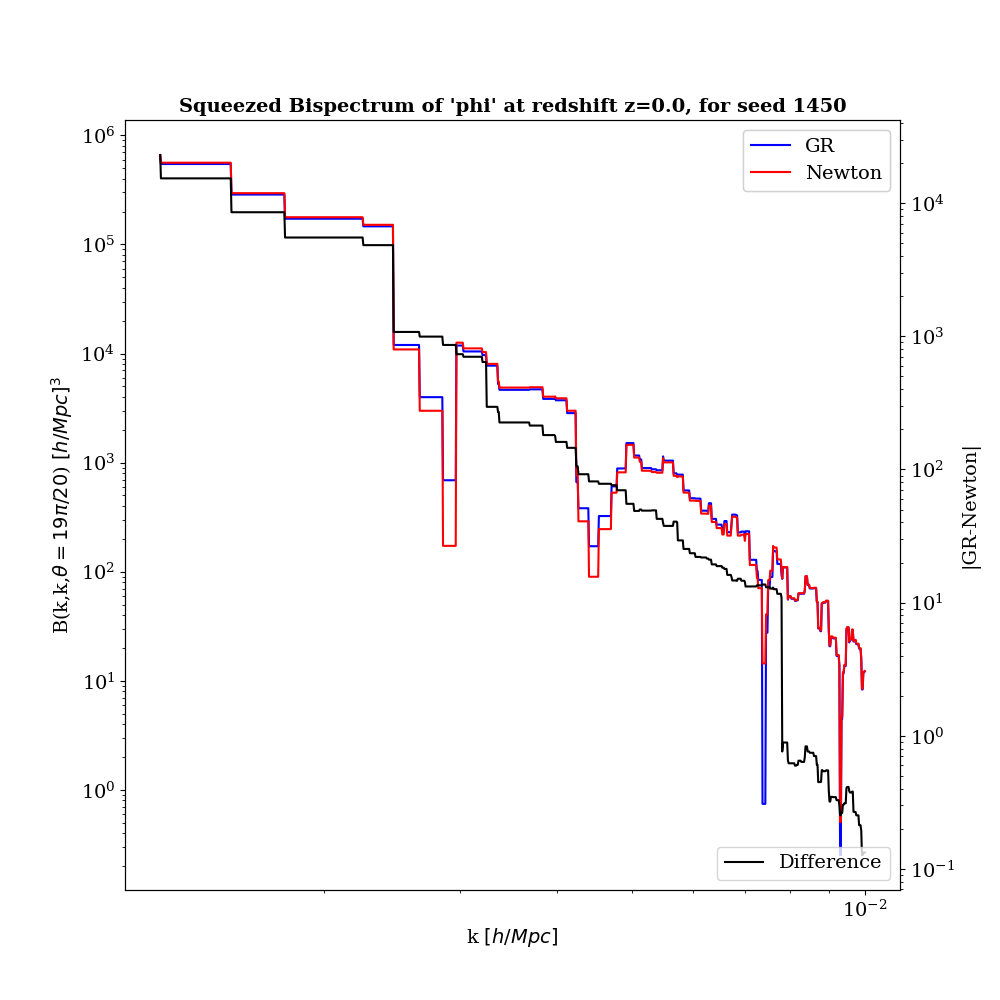 Squeezed Bispectrum of 'phi' at redshift z=0.0, for seed 1450
GR
Newton
10^6
10^5
10^4
10^3
10^2
10^1
10^0
B(k,k,θ = 19π/20) [h/Mpc]^3
10^4
10^3
10^2
10^1
10^0
10^-1
|GR-Newton|
Difference
10^-2
k [h/Mpc]